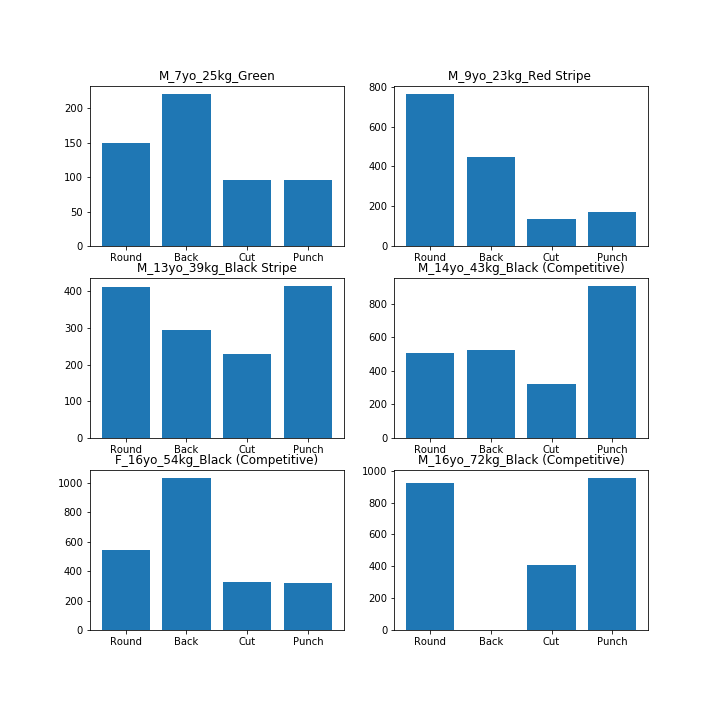 M_7yo_25kg_Green
200
150
100
50
0
Round Back Cut Punch
M_9yo_23kg_Red Stripe
800
600
400
200
0
Round Back Cut Punch
M_13yo_39kg_Black Stripe
400
300
200
100
0
Round Back Cut Punch
M_14yo_43kg_Black (Competitive)
800
600
400
200
0
Round Back Cut Punch
F_16yo_54kg_Black (Competitive)
1000
800
600
400
200
0
Round Back Cut Punch
M_16yo_72kg_Black (Competitive)
1000
800
600
400
200
0
Round Back Cut Punch